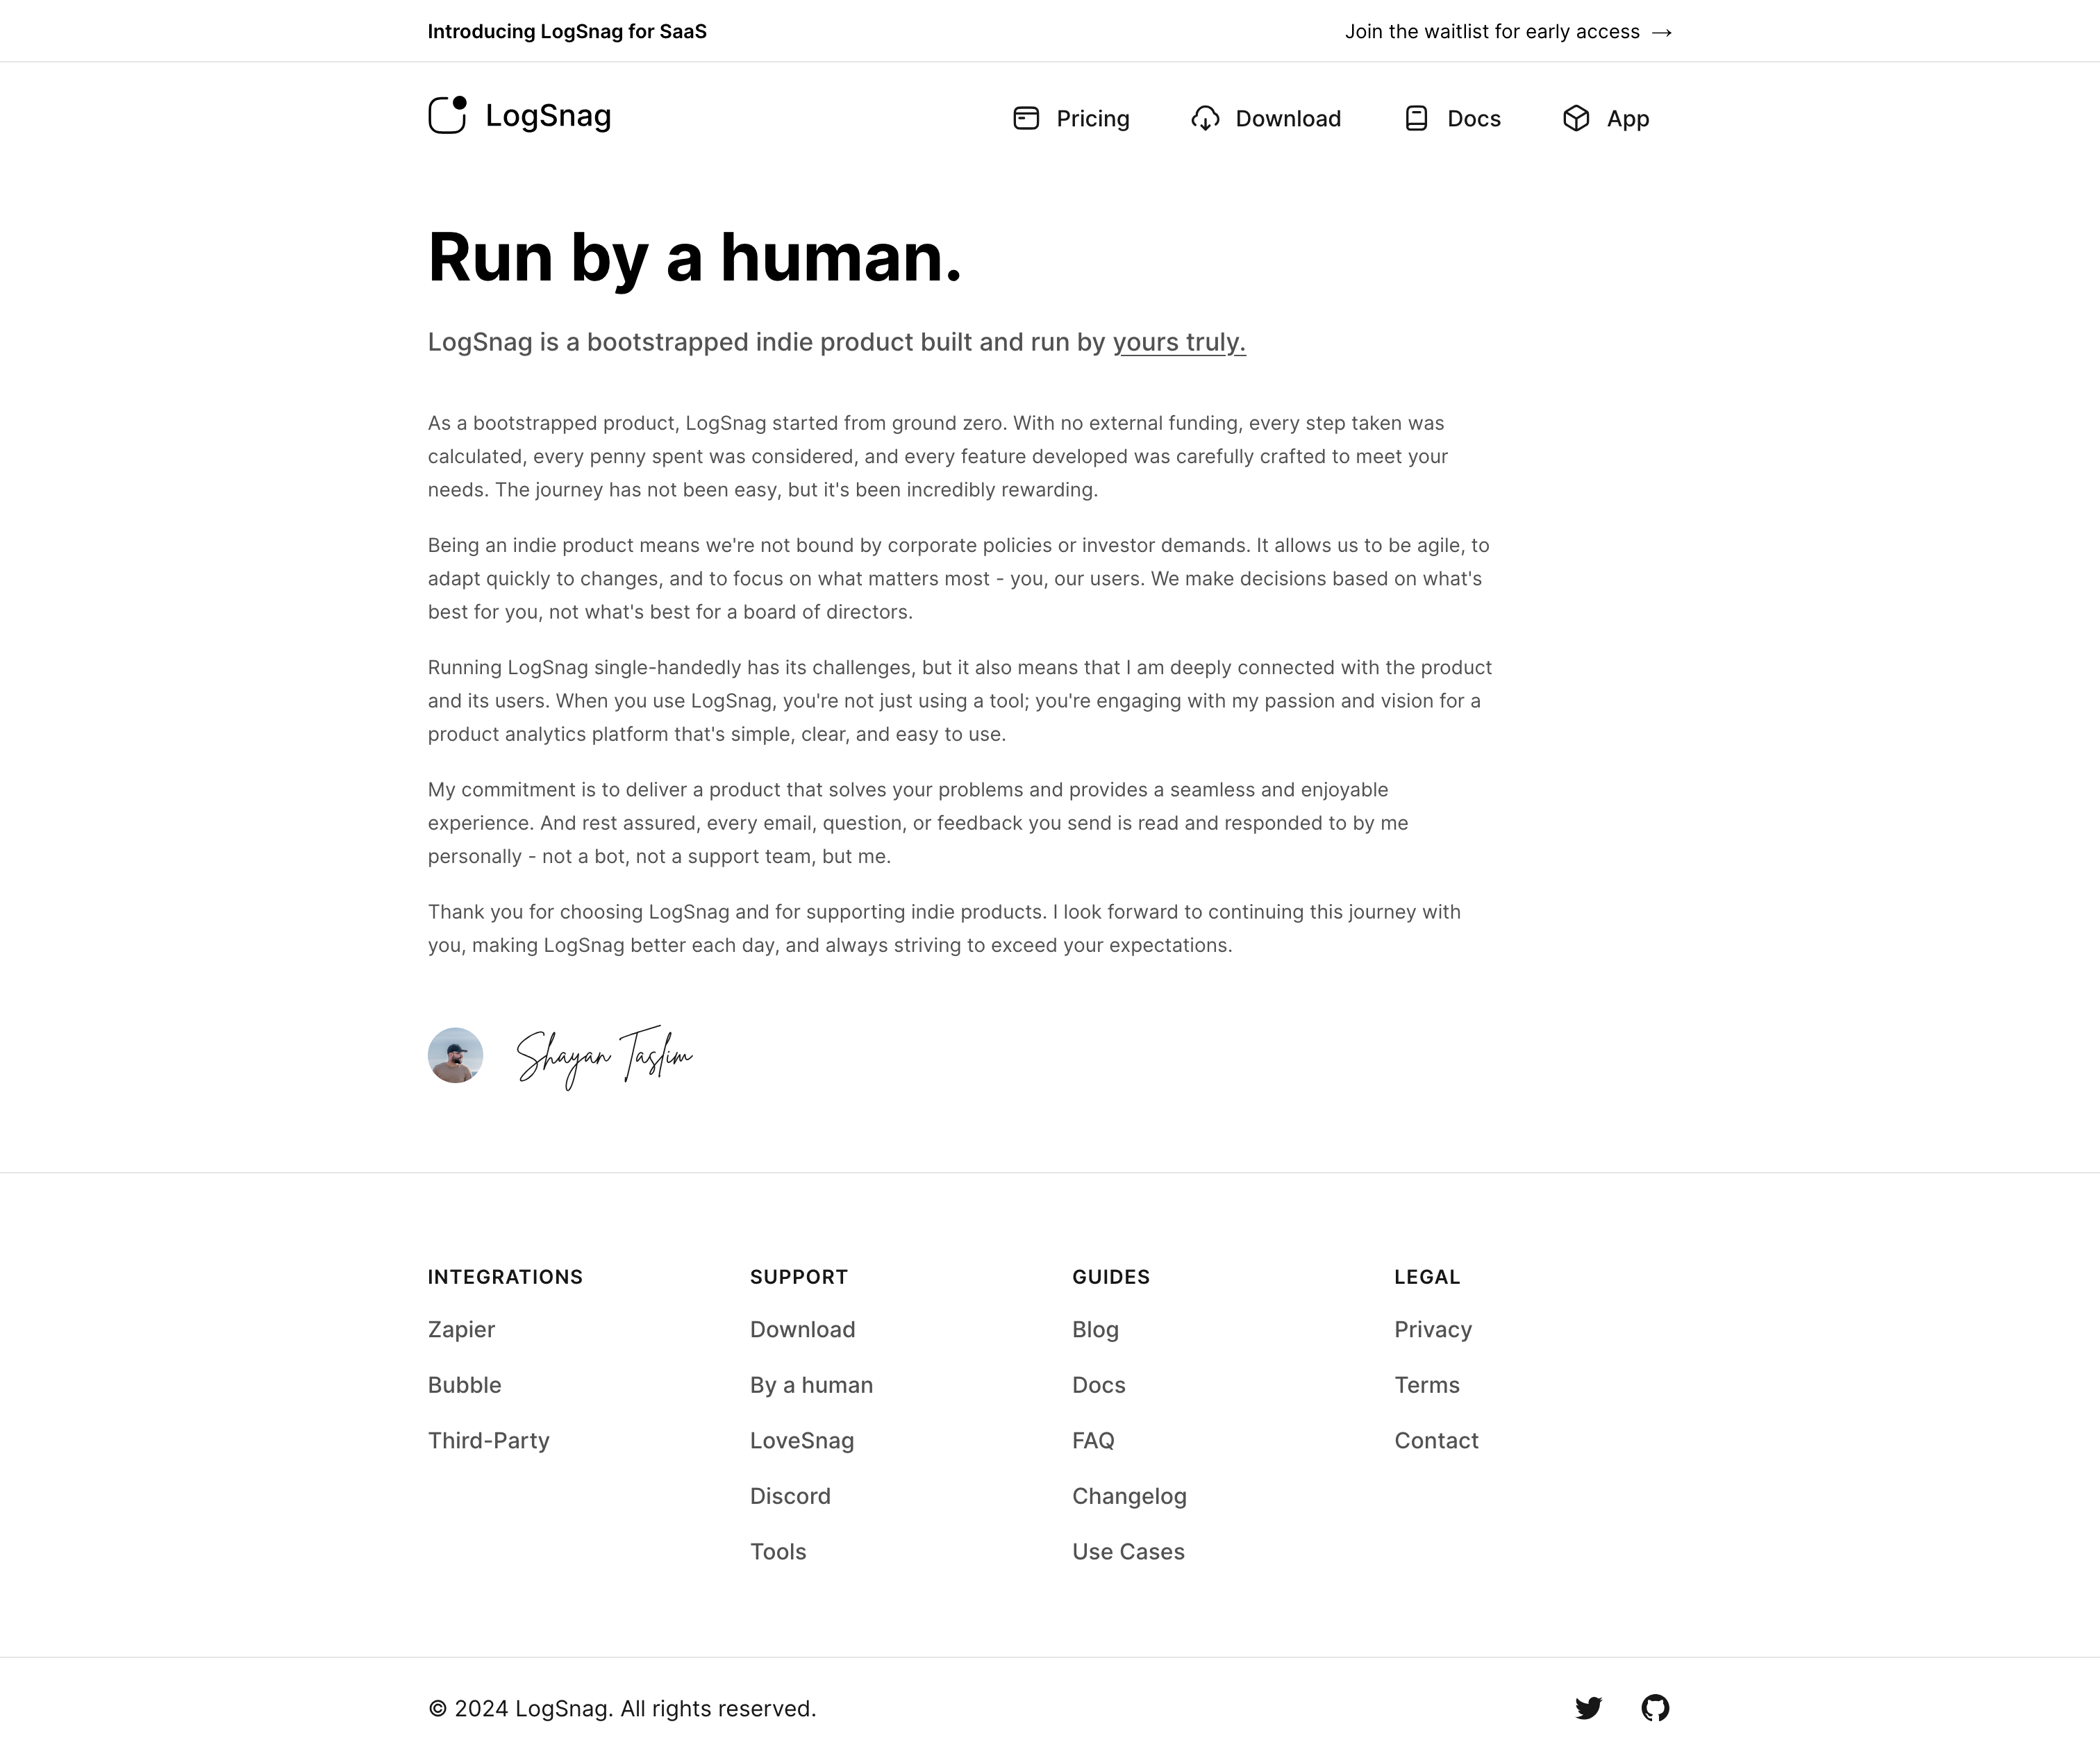 Introducing LogSnag for SaaS
Join the waitlist for early access →
LogSnag
Pricing
Download
Docs
App
Run by a human.
LogSnag is a bootstrapped indie product built and run by yours truly.
As a bootstrapped product, LogSnag started from ground zero. With no external funding, every step taken was
calculated, every penny spent was considered, and every feature developed was carefully crafted to meet your
needs. The journey has not been easy, but it's been incredibly rewarding.
Being an indie product means we're not bound by corporate policies or investor demands. It allows us to be agile, to
adapt quickly to changes, and to focus on what matters most - you, our users. We make decisions based on what's
best for you, not what's best for a board of directors.
Running LogSnag single-handedly has its challenges, but it also means that I am deeply connected with the product
and its users. When you use LogSnag, you're not just using a tool; you're engaging with my passion and vision for a
product analytics platform that's simple, clear, and easy to use.
My commitment is to deliver a product that solves your problems and provides a seamless and enjoyable
experience. And rest assured, every email, question, or feedback you send is read and responded to by me
personally - not a bot, not a support team, but me.
Thank you for choosing LogSnag and for supporting indie products. I look forward to continuing this journey with
you, making LogSnag better each day, and always striving to exceed your expectations.
Shayan Taslim
INTEGRATIONS
Zapier
Bubble
Third-Party
SUPPORT
Download
By a human
LoveSnag
Discord
Tools
GUIDES
Blog
Docs
FAQ
Changelog
Use Cases
LEGAL
Privacy
Terms
Contact
© 2024 LogSnag. All rights reserved.